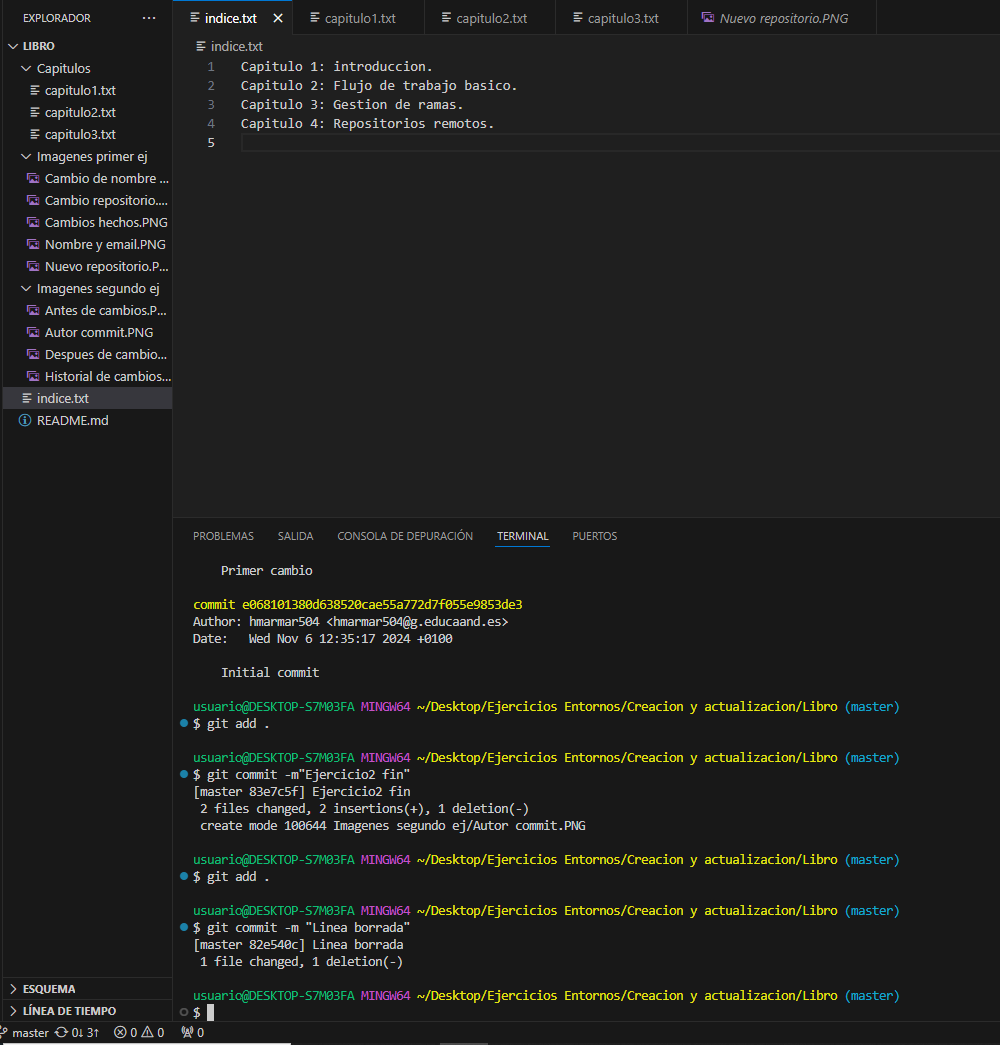 EXPLORADOR ···
LIBRO
Capitulos
capitulo1.txt
capitulo2.txt
capitulo3.txt
Imagenes primer ej
Cambio de nombre ...
Cambio repositorio....
Cambios hechos.PNG
Nombre y email.PNG
Nuevo repositorio.P...
Imagenes segundo ej
Antes de cambios.P...
Autor commit.PNG
Despues de cambio...
Historial de cambios...
indice.txt
README.md
ESQUEMA
LÍNEA DE TIEMPO
indice.txt capitulo1.txt capitulo2.txt capitulo3.txt Nuevo repositorio.PNG
indice.txt
1 Capitulo 1: introduccion.
2 Capitulo 2: Flujo de trabajo basico.
3 Capitulo 3: Gestion de ramas.
4 Capitulo 4: Repositorios remotos.
5
PROBLEMAS SALIDA CONSOLA DE DEPURACIÓN TERMINAL PUERTOS
Primer cambio
commit e068101380d638520cae55a772d7f055e9853de3
Author: hmarmar504 <hmarmar504@g.educaand.es>
Date:   Wed Nov 6 12:35:17 2024 +0100
Initial commit
usuario@DESKTOP-S7M03FA MINGW64 ~/Desktop/Ejercicios Entornos/Creacion y actualizacion/Libro (master)
$ git add .
usuario@DESKTOP-S7M03FA MINGW64 ~/Desktop/Ejercicios Entornos/Creacion y actualizacion/Libro (master)
$ git commit -m"Ejercicio2 fin"
[master 83e7c5f] Ejercicio2 fin
2 files changed, 2 insertions(+), 1 deletion(-)
create mode 100644 Imagenes segundo ej/Autor commit.PNG
usuario@DESKTOP-S7M03FA MINGW64 ~/Desktop/Ejercicios Entornos/Creacion y actualizacion/Libro (master)
$ git add .
usuario@DESKTOP-S7M03FA MINGW64 ~/Desktop/Ejercicios Entornos/Creacion y actualizacion/Libro (master)
$ git commit -m "Linea borrada"
[master 82e540c] Linea borrada
1 file changed, 1 deletion(-)
usuario@DESKTOP-S7M03FA MINGW64 ~/Desktop/Ejercicios Entornos/Creacion y actualizacion/Libro (master)
$
master 0↓ 3↑ 0 0 0